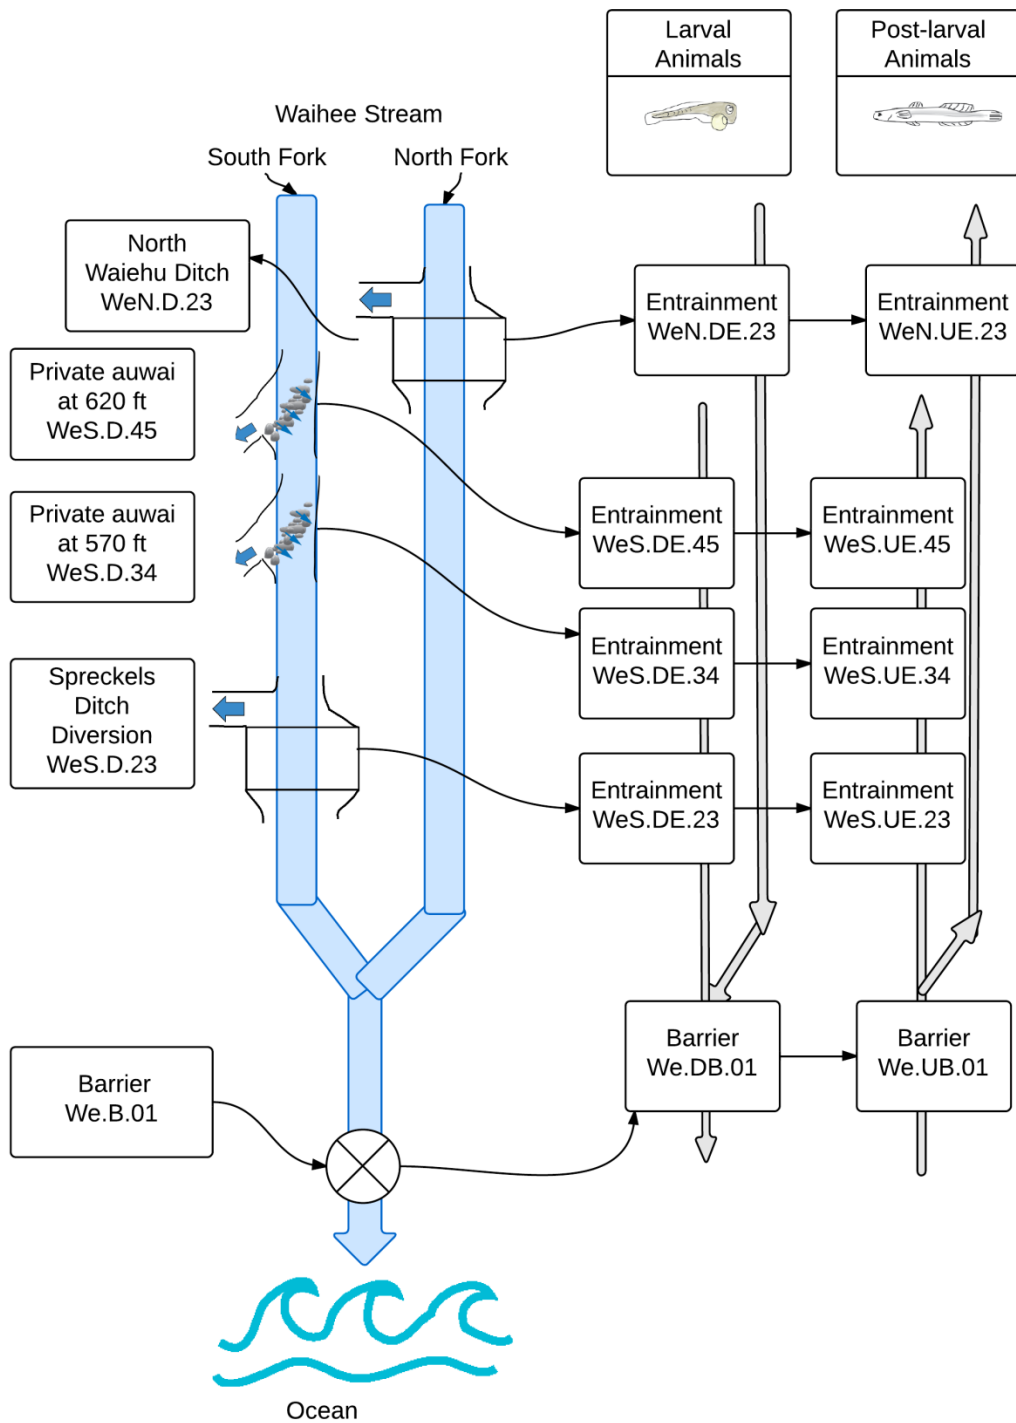 Larval
Animals
Post-larval
Animals
Waihee Stream
South Fork
North Fork
North
Waiehu Ditch
WeN.D.23
Entrainment
WeN.DE.23
Entrainment
WeN.UE.23
Private auwai
at 620 ft
WeS.D.45
Private auwai
at 570 ft
WeS.D.34
Entrainment
WeS.DE.45
Entrainment
WeS.UE.45
Entrainment
WeS.DE.34
Entrainment
WeS.UE.34
Spreckels
Ditch
Diversion
WeS.D.23
Entrainment
WeS.DE.23
Entrainment
WeS.UE.23
Barrier
We.B.01
Barrier
We.DB.01
Barrier
We.UB.01
Ocean